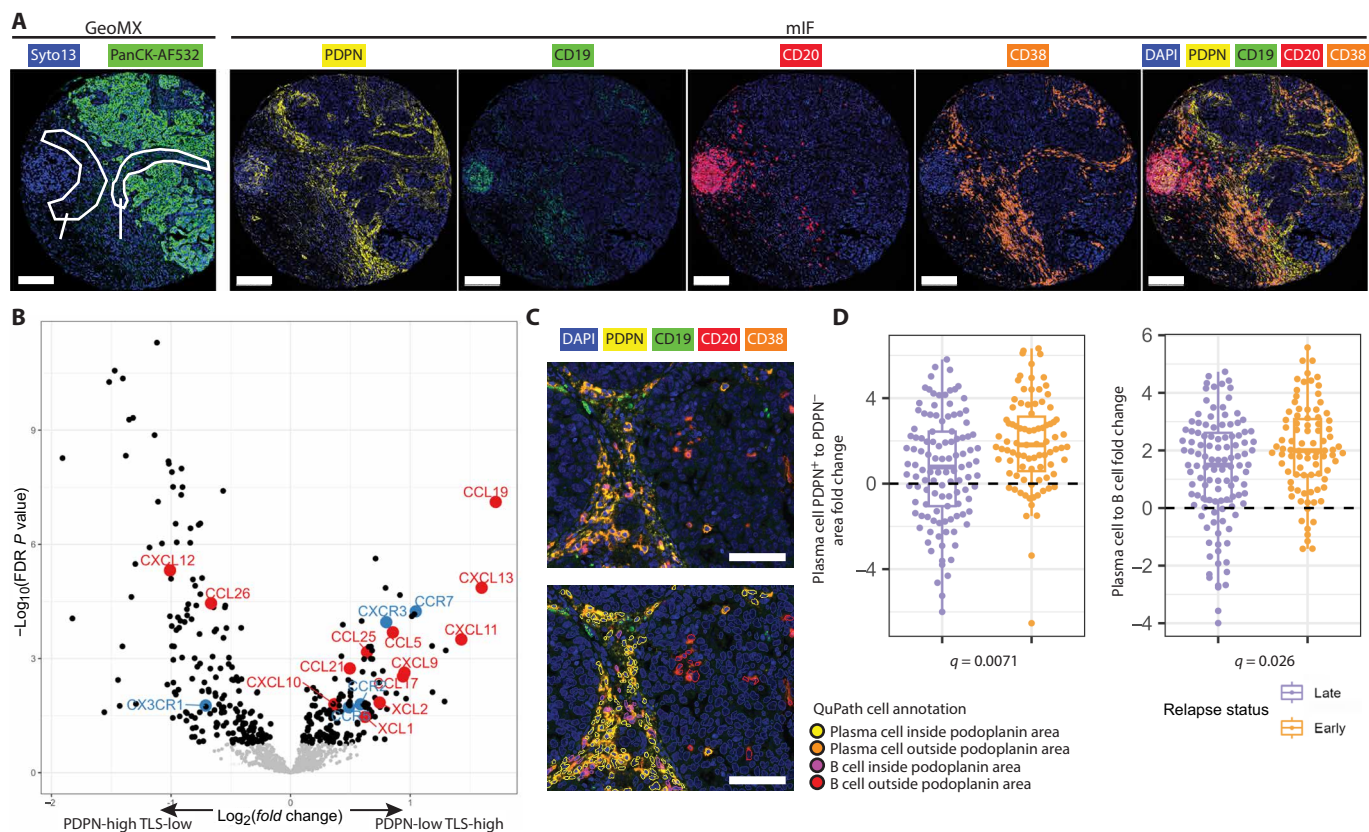 A
GeoMX
mIF
Syto13
PanCK-AF532
PDPN
CD19
CD20
CD38
DAPI PDPN CD19 CD20 CD38
B
−Log10(FDR P value)
9
6
3
0
−2
−1
0
1
CCL19
CXCL12
CXCL13
CCL26
CXCR3
CCR7
CCL25
CCL5
CXCL11
CCL21
CXCL9
CXCL10
CCL17
CX3CR1
XCL2
XCL1
Log2(fold change)
PDPN-high TLS-low
PDPN-low TLS-high
C
DAPI PDPN CD19 CD20 CD38
QuPath cell annotation
Plasma cell inside podoplanin area
Plasma cell outside podoplanin area
B cell inside podoplanin area
B cell outside podoplanin area
D
Plasma cell PDPN+ to PDPN−
area fold change
4
0
−4
q = 0.0071
Plasma cell to B cell fold change
6
4
2
0
−2
−4
q = 0.026
Relapse status
Late
Early